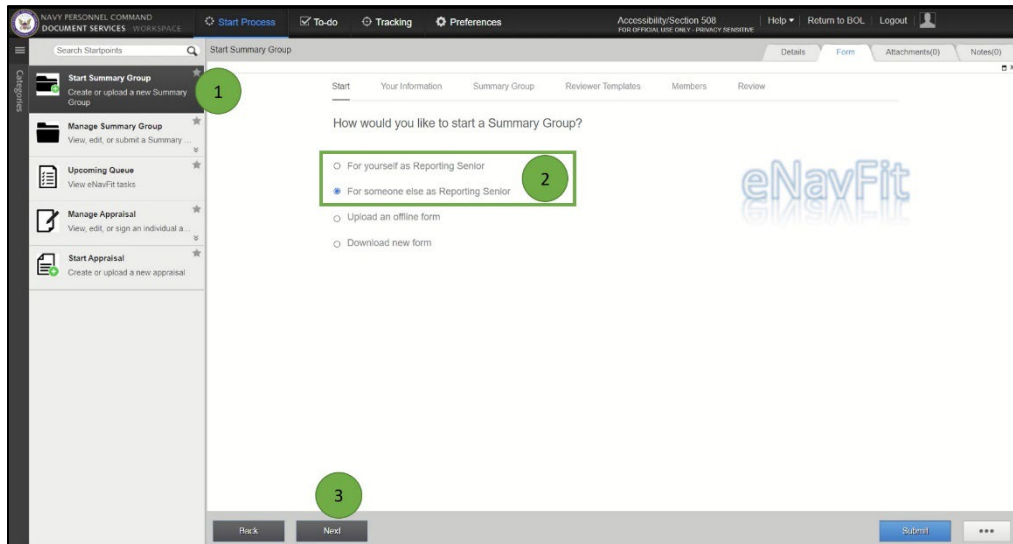 NAVY PERSONNEL COMMAND
DOCUMENT SERVICES WORKSPACE
Start Process
To-do
Tracking
Preferences
Accessibility/Section 508
FOR OFFICIAL USE ONLY - PRIVACY SENSITIVE
Help
Return to BOL
Logout
Search Startpoints
Start Summary Group
Details
Form
Attachments(0)
Notes(0)
Categories
Start Summary Group
Create or upload a new Summary
Group
Manage Summary Group
View, edit, or submit a Summary ...
Upcoming Queue
View eNavFit tasks
Manage Appraisal
View, edit, or sign an individual a...
Start Appraisal
Create or upload a new appraisal
1
Start
Your Information
Summary Group
Reviewer Templates
Members
Review
How would you like to start a Summary Group?
For yourself as Reporting Senior
For someone else as Reporting Senior
2
Upload an offline form
Download new form
eNavFit
3
Back
Next
Submit